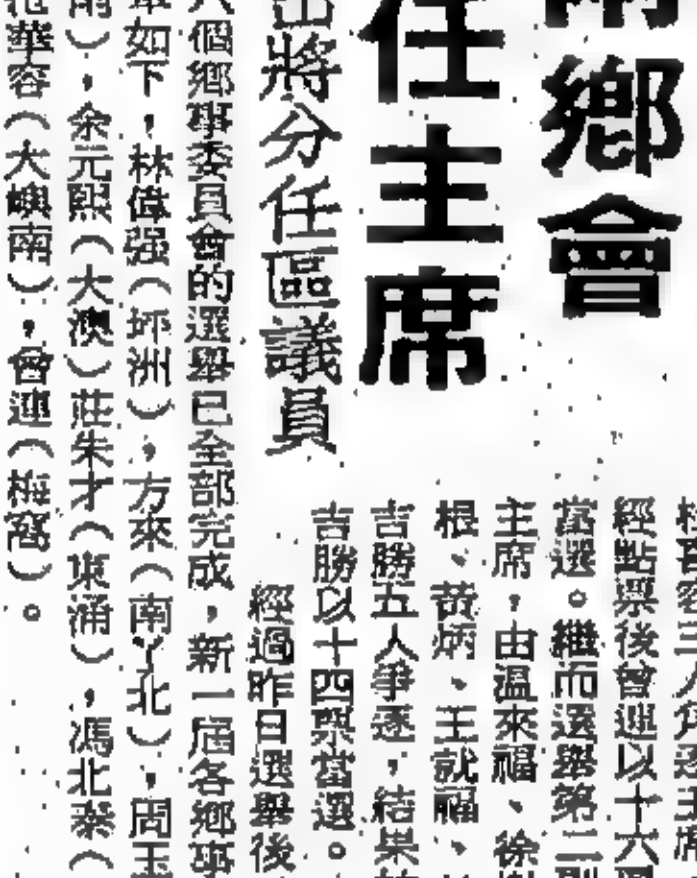 鄉會
任主席
出將分任區議員
經點票後曾連以十六票
當選。繼而選舉第二副
主席，由溫來福、徐
根、黃炳、王就福、
吉勝五人爭逐，結果
吉勝以十四票當選。
經過昨日選舉後
八個鄉事委員會的選舉已全部完成，新一屆各鄉事
單如下，林偉强（坪洲），方來（南丫北），周玉
），余元熙（大澳）莊朱才（東涌），馮北泰（
華容（大嶼南），曾連（梅窩）。